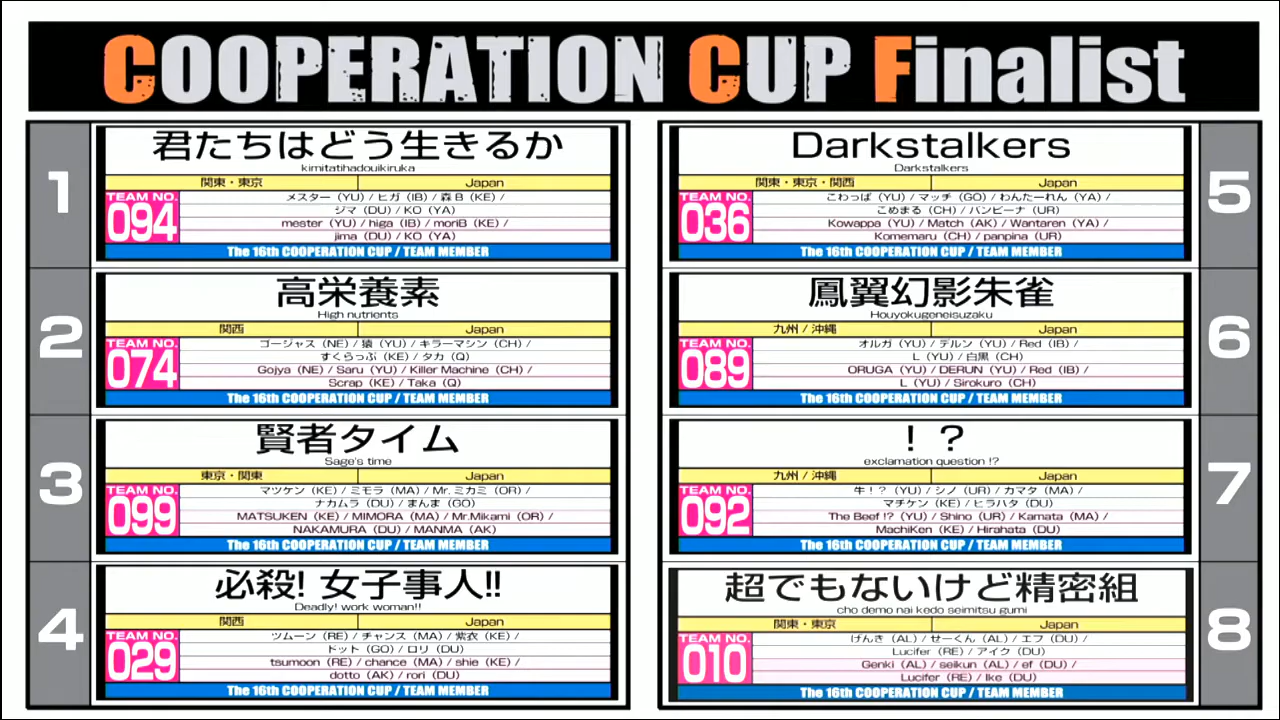 COOPERATION CUP Finalist
1
君たちはどう生きるか
kimitatihadouikiruka
関東・東京 Japan
TEAM NO.
094
メスター (YU) / ヒガ (IB) / 森B (KE) /
ジマ (DU) / KO (YA)
mester (YU) / higa (IB) / moriB (KE) /
jima (DU) / KO (YA)
The 16th COOPERATION CUP / TEAM MEMBER
2
高栄養素
High nutrients
関西 Japan
TEAM NO.
074
ゴージャス (NE) / 猿 (YU) / キラーマシン (CH) /
すくらっぷ (KE) / タカ (Q)
Gojya (NE) / Saru (YU) / Killer Machine (CH) /
Scrap (KE) / Taka (Q)
The 16th COOPERATION CUP / TEAM MEMBER
3
賢者タイム
Sage's time
東京・関東 Japan
TEAM NO.
099
マツケン (KE) / ミモラ (MA) / Mr.ミカミ (OR) /
ナカムラ (DU) / まんま (GO)
MATSUKEN (KE) / MIMORA (MA) / Mr.Mikami (OR) /
NAKAMURA (DU) / MANMA (AK)
The 16th COOPERATION CUP / TEAM MEMBER
4
必殺! 女子事人!!
Deadly! work woman!!
関西 Japan
TEAM NO.
029
ツムーン (RE) / チャンス (MA) / 紫衣 (KE) /
ドット (GO) / ロリ (DU)
tsumoon (RE) / chance (MA) / shie (KE) /
dotto (AK) / rori (DU)
The 16th COOPERATION CUP / TEAM MEMBER
5
Darkstalkers
Darkstalkers
関東・東京・関西 Japan
TEAM NO.
036
こわっぱ (YU) / マッチ (GO) / わんたーれん (YA) /
こめまる (CH) / パンピーナ (UR)
Kowappa (YU) / Match (AK) / Wantaren (YA) /
Komemaru (CH) / panpina (UR)
The 16th COOPERATION CUP / TEAM MEMBER
6
鳳翼幻影朱雀
Houyokugeneisuzaku
九州 / 沖縄 Japan
TEAM NO.
089
オルガ (YU) / デルン (YU) / Red (IB) /
L (YU) / 白黒 (CH)
ORUGA (YU) / DERUN (YU) / Red (IB) /
L (YU) / Sirokuro (CH)
The 16th COOPERATION CUP / TEAM MEMBER
7
！？
exclamation question !?
九州 / 沖縄 Japan
TEAM NO.
092
牛！？ (YU) / シノ (UR) / カマタ (MA) /
マチケン (KE) / ヒラハタ (DU)
The Beef !? (YU) / Shino (UR) / Kamata (MA) /
MachiKen (KE) / Hirahata (DU)
The 16th COOPERATION CUP / TEAM MEMBER
8
超でもないけど精密組
cho demo nai kedo seimitsu gumi
関東・東京 Japan
TEAM NO.
010
げんき (AL) / せーくん (AL) / エフ (DU) /
Lucifer (RE) / アイク (DU)
Genki (AL) / seikun (AL) / ef (DU) /
Lucifer (RE) / Ike (DU)
The 16th COOPERATION CUP / TEAM MEMBER